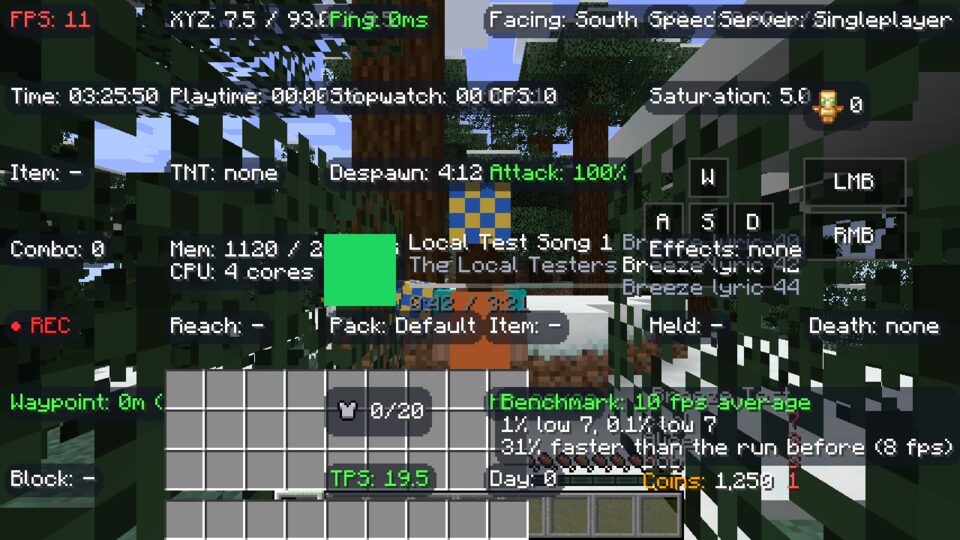 FPS: 11
XYZ: 7.5 / 93.0
Ping: 0ms
Facing: South
Speed
Server: Singleplayer
Time: 03:25:50
Playtime: 00:00
Stopwatch: 00
CPS:
Saturation: 5.0
0
Item: -
TNT: none
Despawn: 4:12
Attack: 100%
W
LMB
A S D
RMB
Combo: 0
Mem: 1120 / 2
CPU: 4 cores
Local Test Song 1
The Local Testers
0:42 / 3:21
Effects: none
Breeze lyric 42
Breeze lyric 44
REC
Reach: -
Pack: Default
Item: -
Held: -
Death: none
Waypoint: 0m (
0/20
Benchmark: 10 fps average
1% low 7, 0.1% low 7
31% faster than the run before (8 fps)
Block: -
TPS: 19.5
Day: 0
Coins: 1,250
1